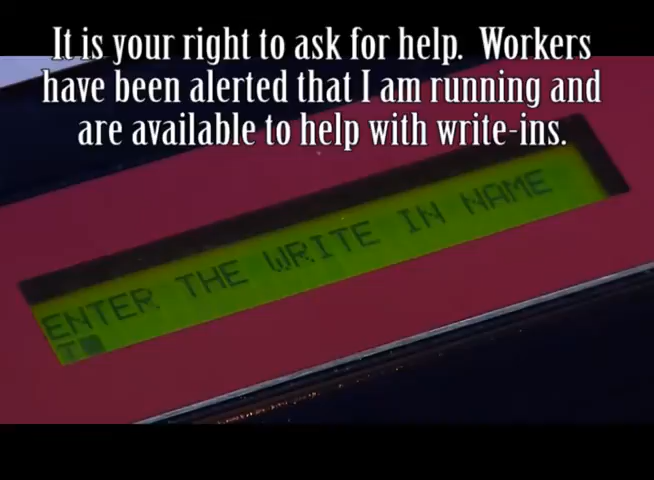 It is your right to ask for help.  Workers
have been alerted that I am running and
are available to help with write-ins.
ENTER THE WRITE IN NAME
T